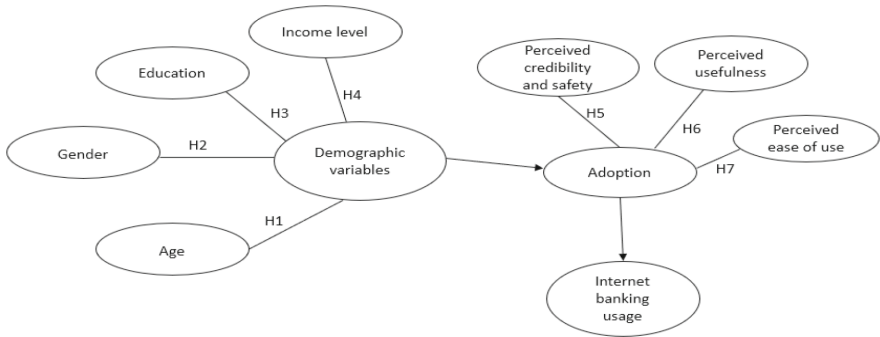 Income level
Education
H4
H3
Gender
H2
Demographic
variables
H1
Age
Perceived
credibility
and safety
Perceived
usefulness
H5
H6
Perceived
ease of use
H7
Adoption
Internet
banking
usage